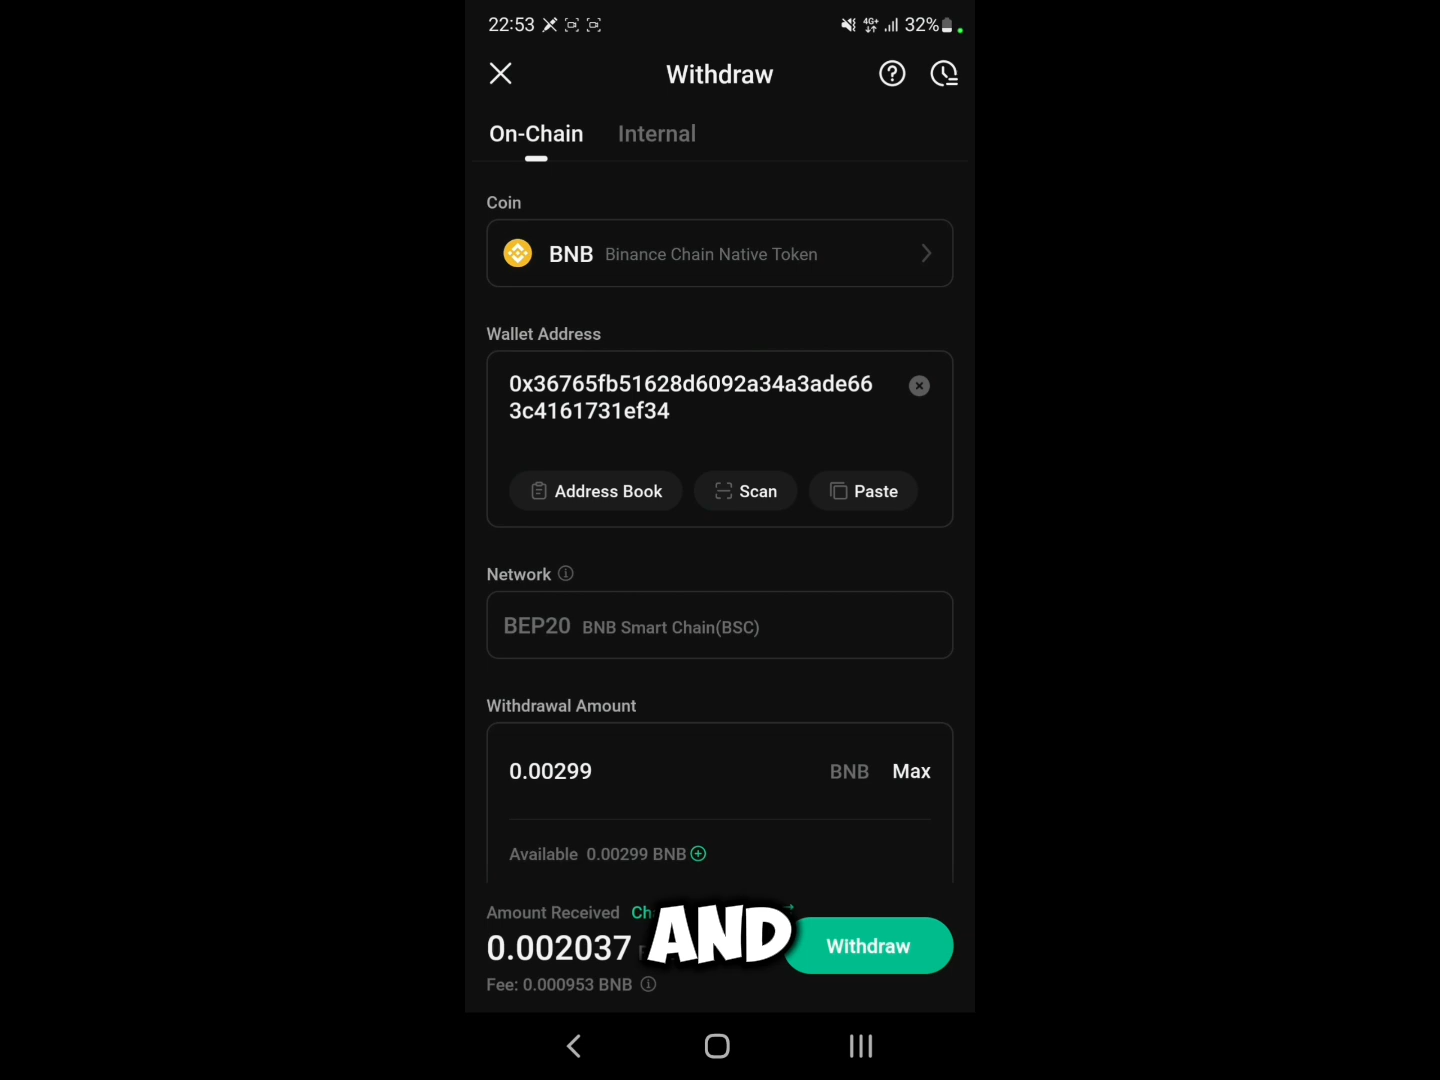 22:53 4G+ 32%
Withdraw
On-Chain Internal
Coin
BNB Binance Chain Native Token
Wallet Address
0x36765fb51628d6092a34a3ade66
3c4161731ef34
Address Book Scan Paste
Network
BEP20 BNB Smart Chain(BSC)
Withdrawal Amount
0.00299 BNB Max
Available 0.00299 BNB
Amount Received
0.002037 AND Withdraw
Fee: 0.000953 BNB